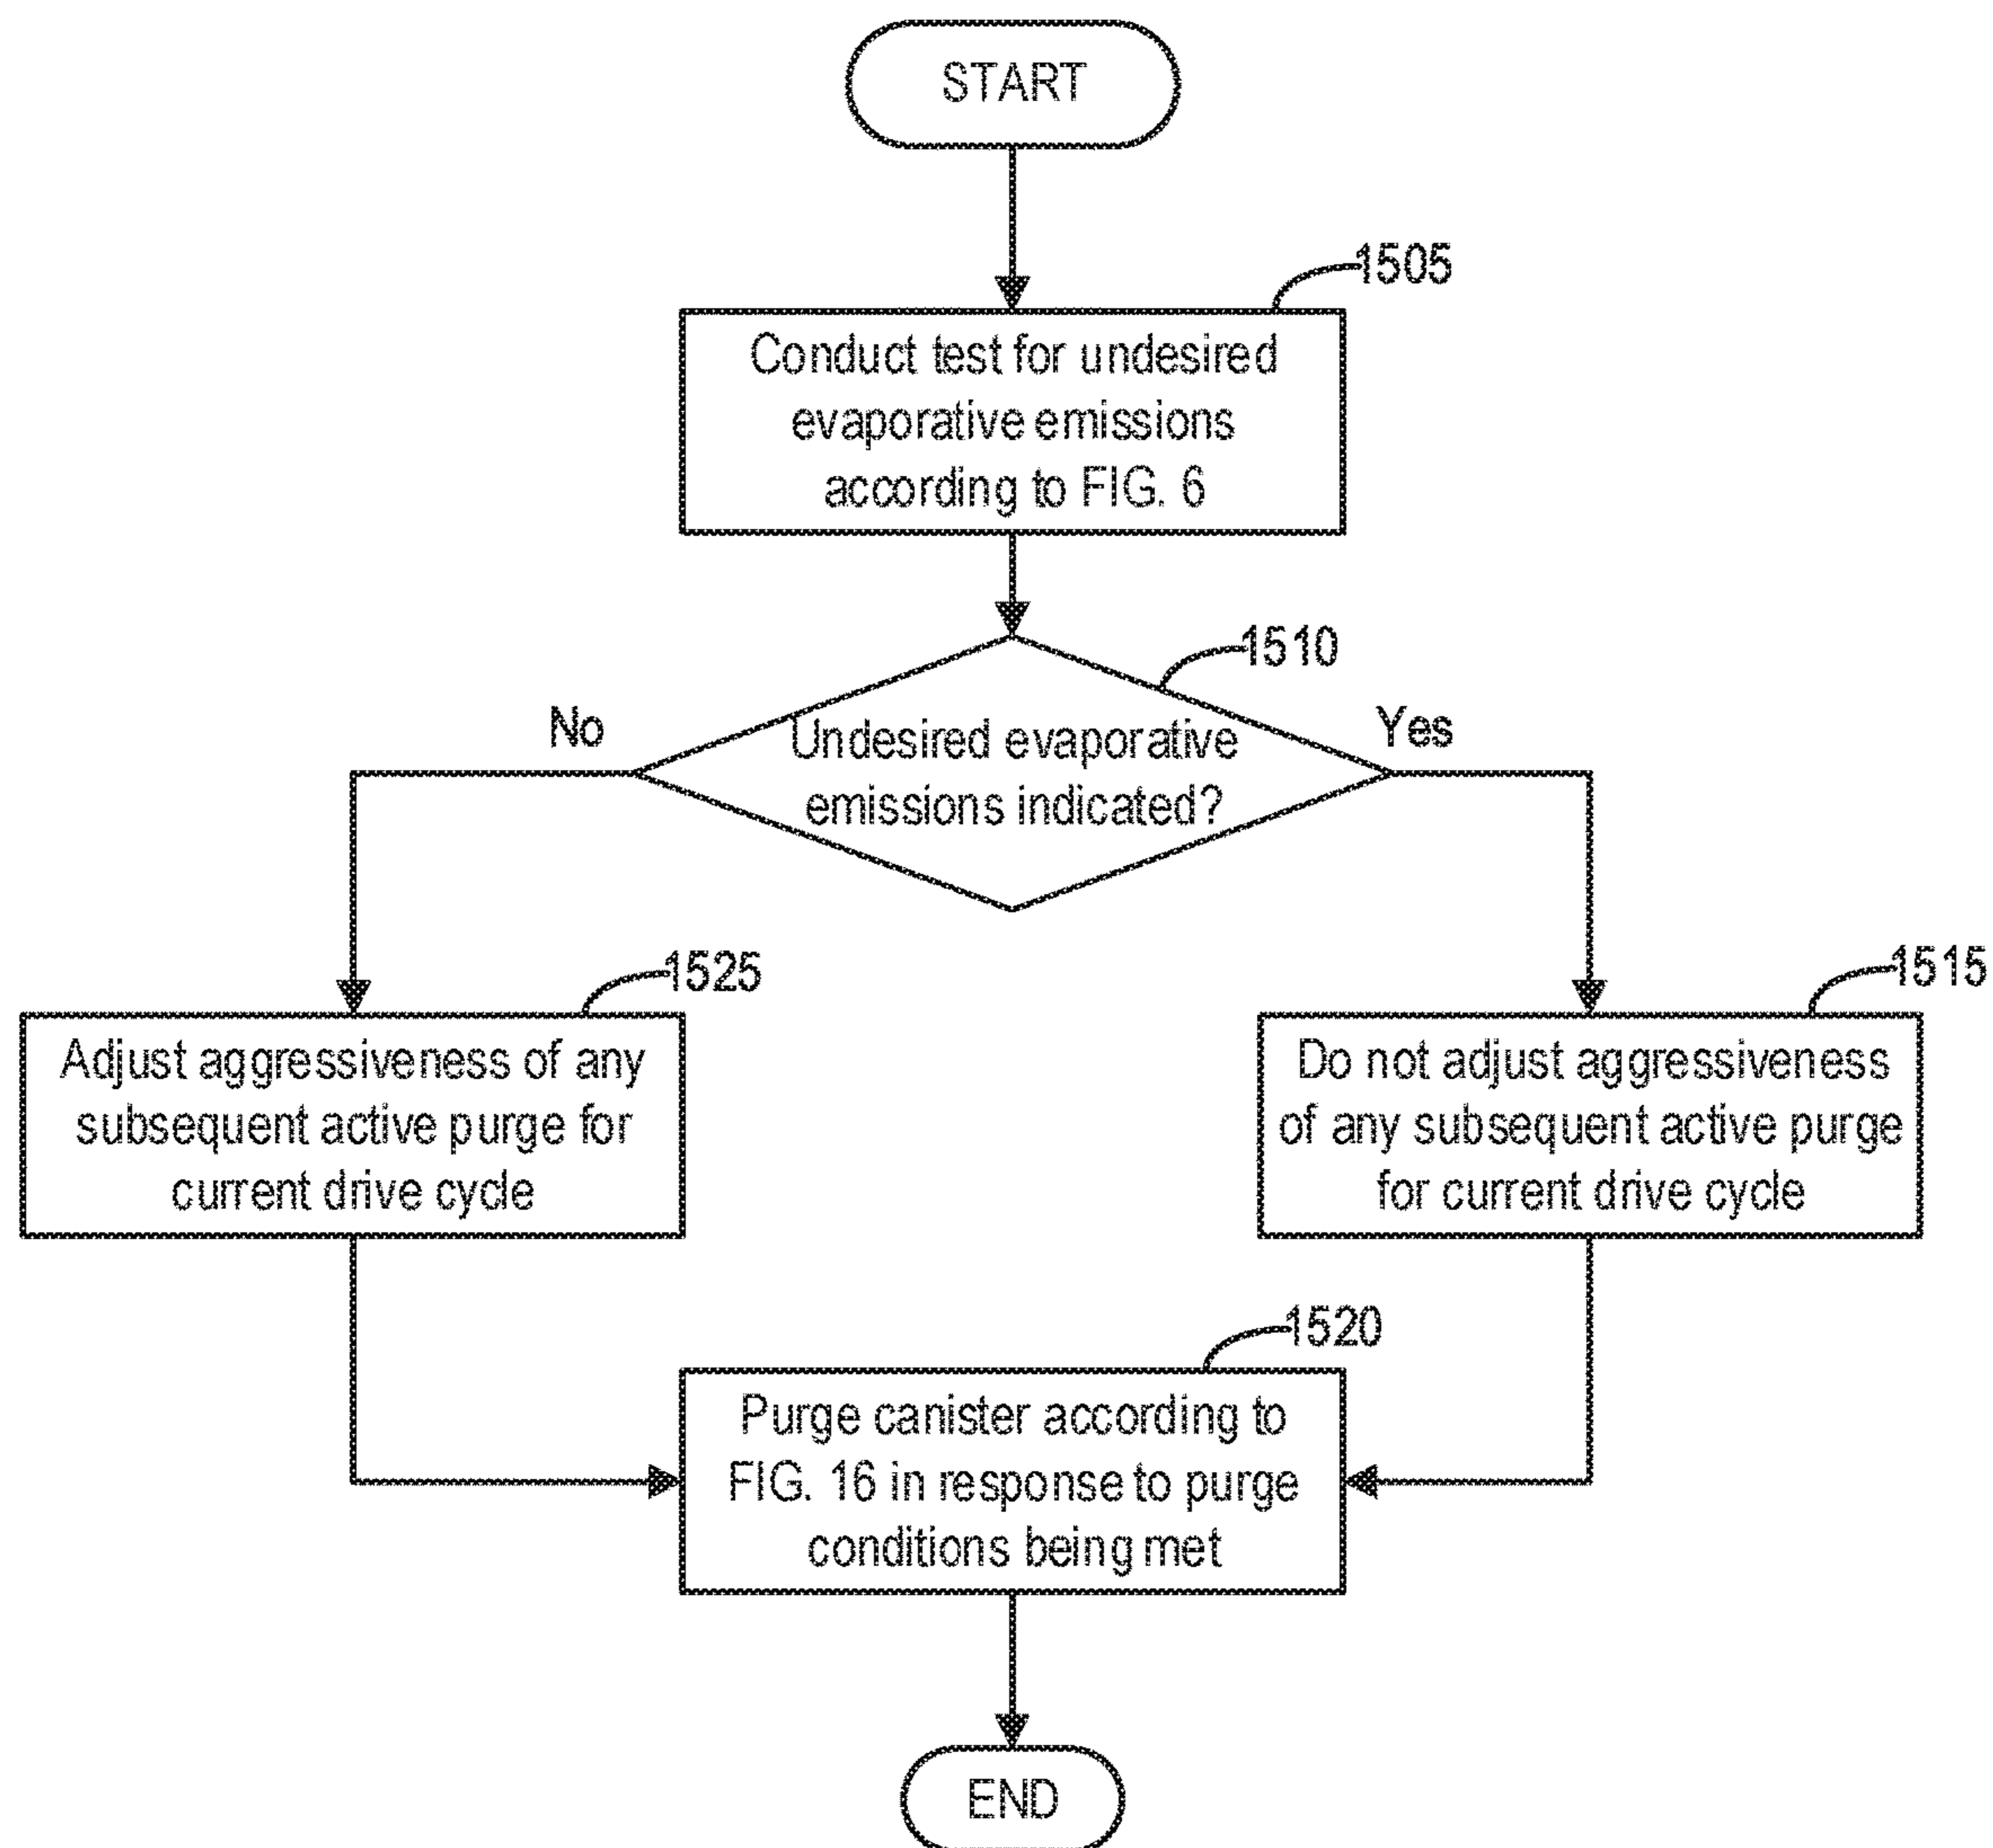 START
1505
Conduct test for undesired
evaporative emissions
according to FIG. 6
1510
No
Yes
Undesired evaporative
emissions indicated?
1525
Adjust aggressiveness of any
subsequent active purge for
current drive cycle
1515
Do not adjust aggressiveness
of any subsequent active purge
for current drive cycle
1520
Purge canister according to
FIG. 16 in response to purge
conditions being met
END